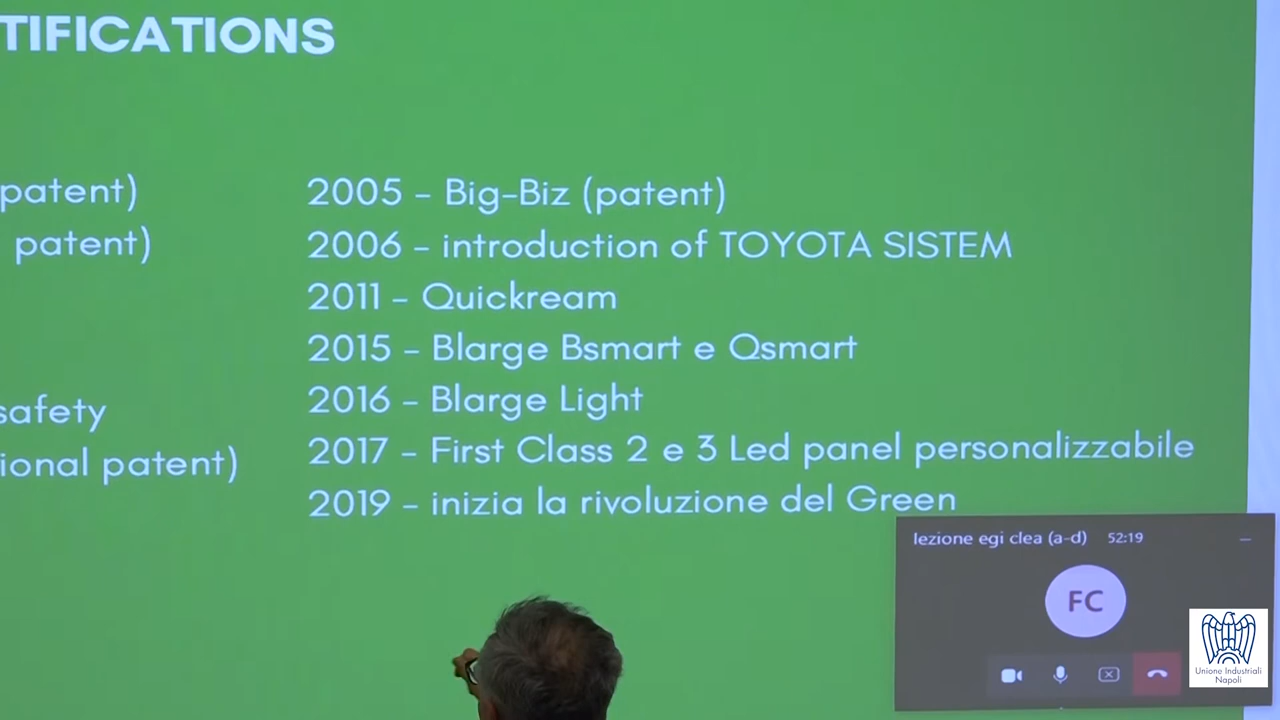 TIFICATIONS
patent)
patent)
safety
ional patent)
2005 - Big-Biz (patent)
2006 - introduction of TOYOTA SISTEM
2011 - Quickream
2015 - Blarge Bsmart e Qsmart
2016 - Blarge Light
2017 - First Class 2 e 3 Led panel personalizzabile
2019 - inizia la rivoluzione del Green
lezione egi clea (a-d) 52:19
FC
Unione Industriali
Napoli